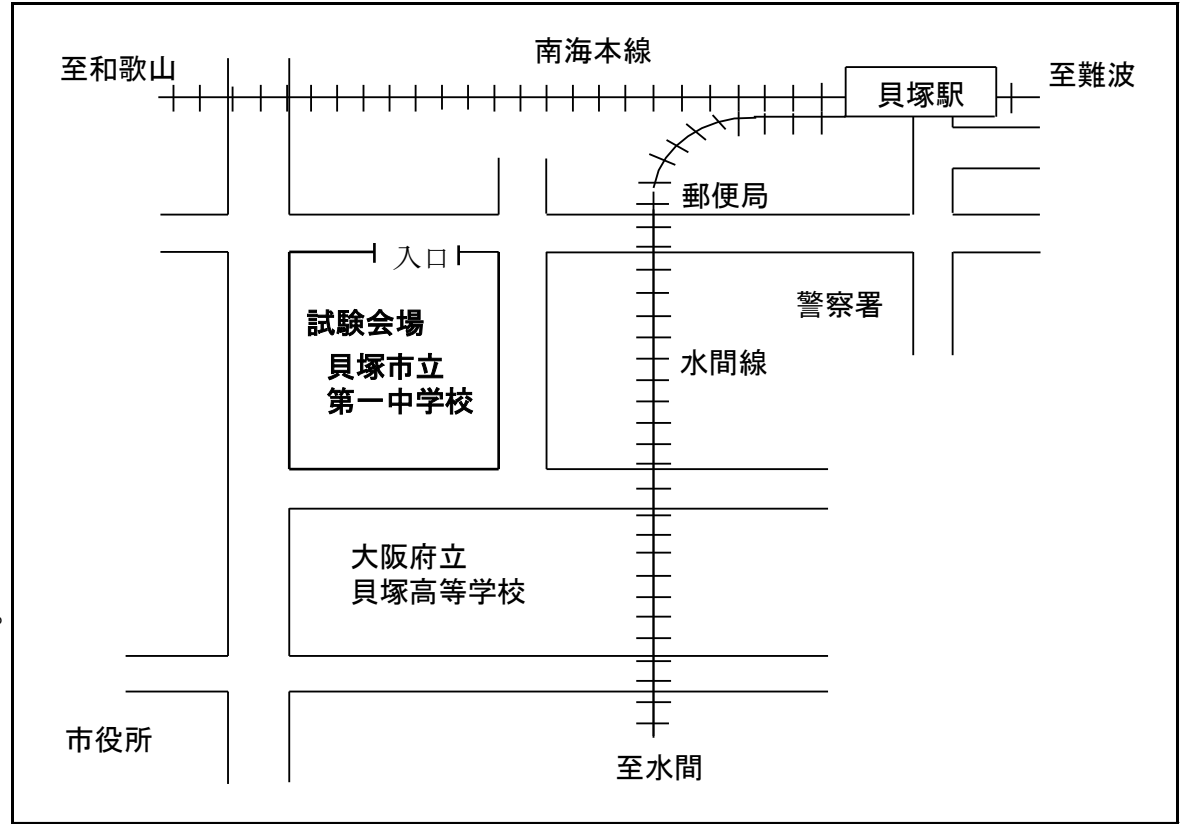 南海本線
至和歌山
至難波
貝塚駅
郵便局
入口
警察署
試験会場
貝塚市立
第一中学校
水間線
大阪府立
貝塚高等学校
市役所
至水間